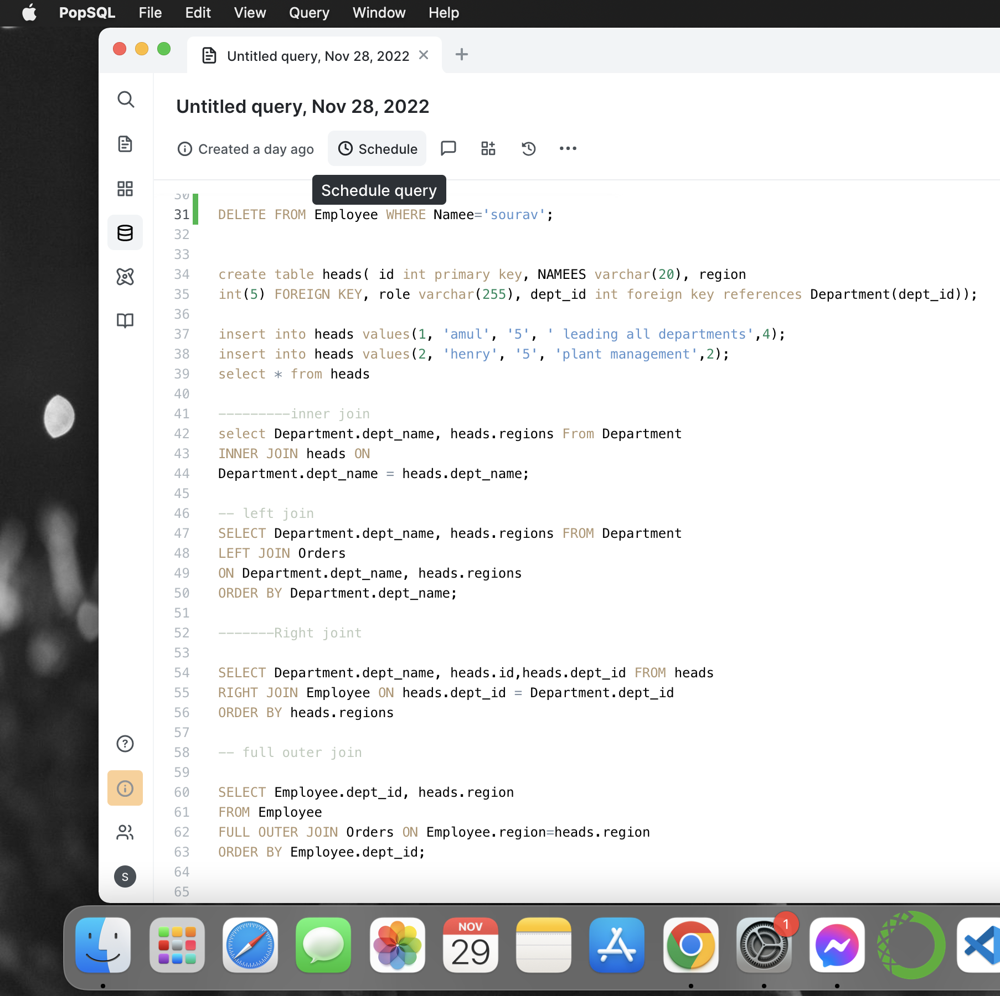 PopSQL File Edit View Query Window Help
Untitled query, Nov 28, 2022
Untitled query, Nov 28, 2022
Created a day ago Schedule
Schedule query
30
31 DELETE FROM Employee WHERE Namee='sourav';
32
33
34 create table heads( id int primary key, NAMEES varchar(20), region
35 int(5) FOREIGN KEY, role varchar(255), dept_id int foreign key references Department(dept_id));
36
37 insert into heads values(1, 'amul', '5', ' leading all departments',4);
38 insert into heads values(2, 'henry', '5', 'plant management',2);
39 select * from heads
40
41 ---------inner join
42 select Department.dept_name, heads.regions From Department
43 INNER JOIN heads ON
44 Department.dept_name = heads.dept_name;
45
46 -- left join
47 SELECT Department.dept_name, heads.regions FROM Department
48 LEFT JOIN Orders
49 ON Department.dept_name, heads.regions
50 ORDER BY Department.dept_name;
51
52 -------Right joint
53
54 SELECT Department.dept_name, heads.id,heads.dept_id FROM heads
55 RIGHT JOIN Employee ON heads.dept_id = Department.dept_id
56 ORDER BY heads.regions
57
58 -- full outer join
59
60 SELECT Employee.dept_id, heads.region
61 FROM Employee
62 FULL OUTER JOIN Orders ON Employee.region=heads.region
63 ORDER BY Employee.dept_id;
64
65
S
NOV
29
1